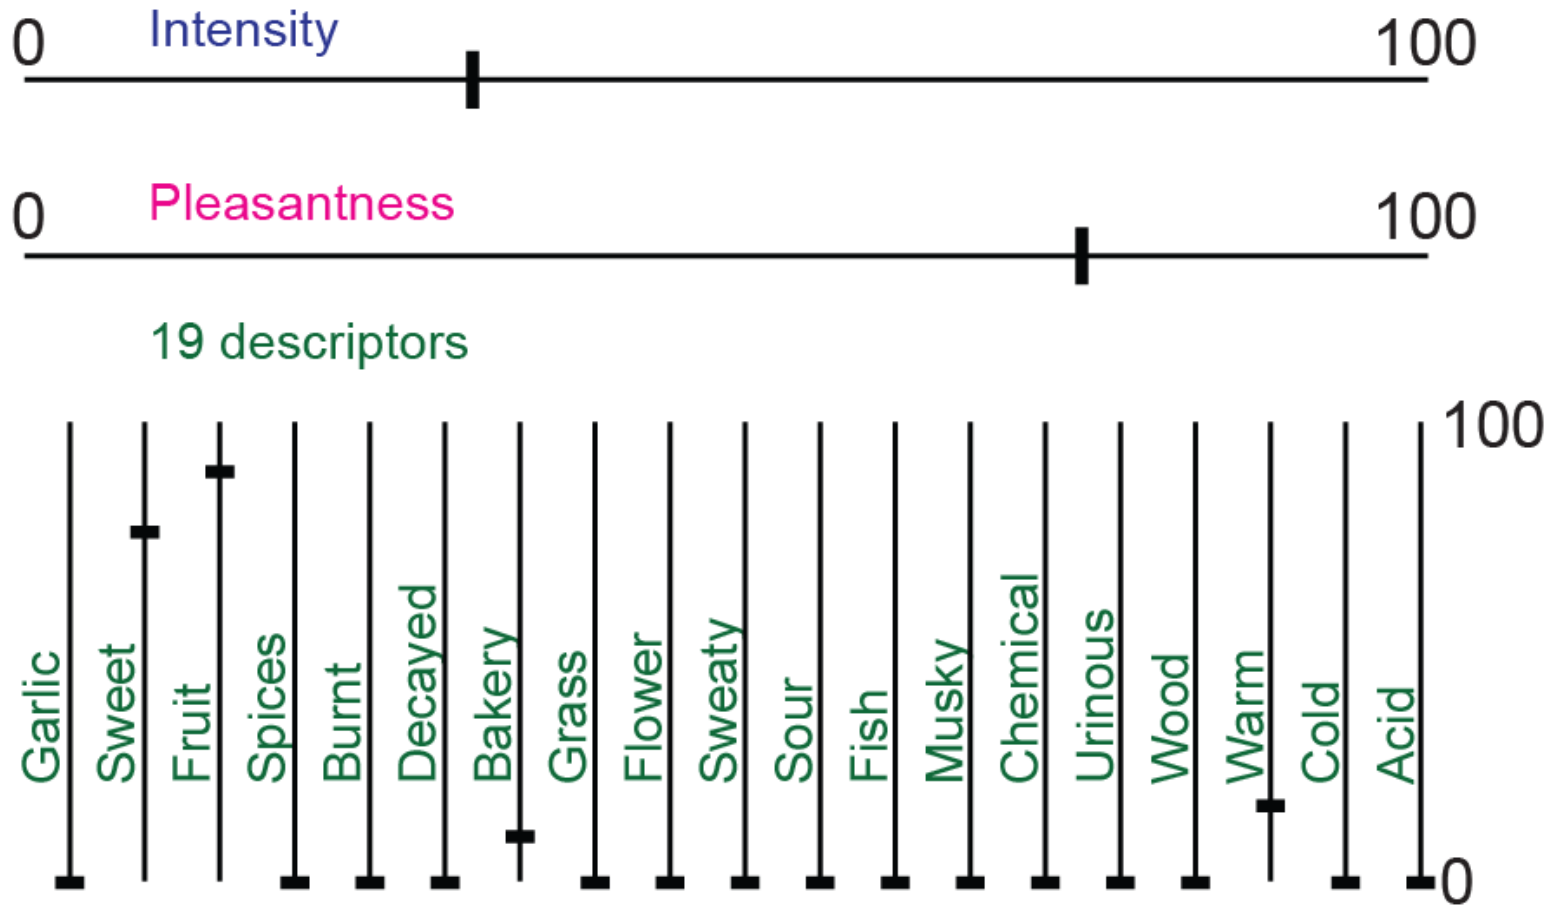 0 Intensity 100
0 Pleasantness 100
19 descriptors
100
Garlic
Sweet
Fruit
Spices
Burnt
Decayed
Bakery
Grass
Flower
Sweaty
Sour
Fish
Musky
Chemical
Urinous
Wood
Warm
Cold
Acid
0